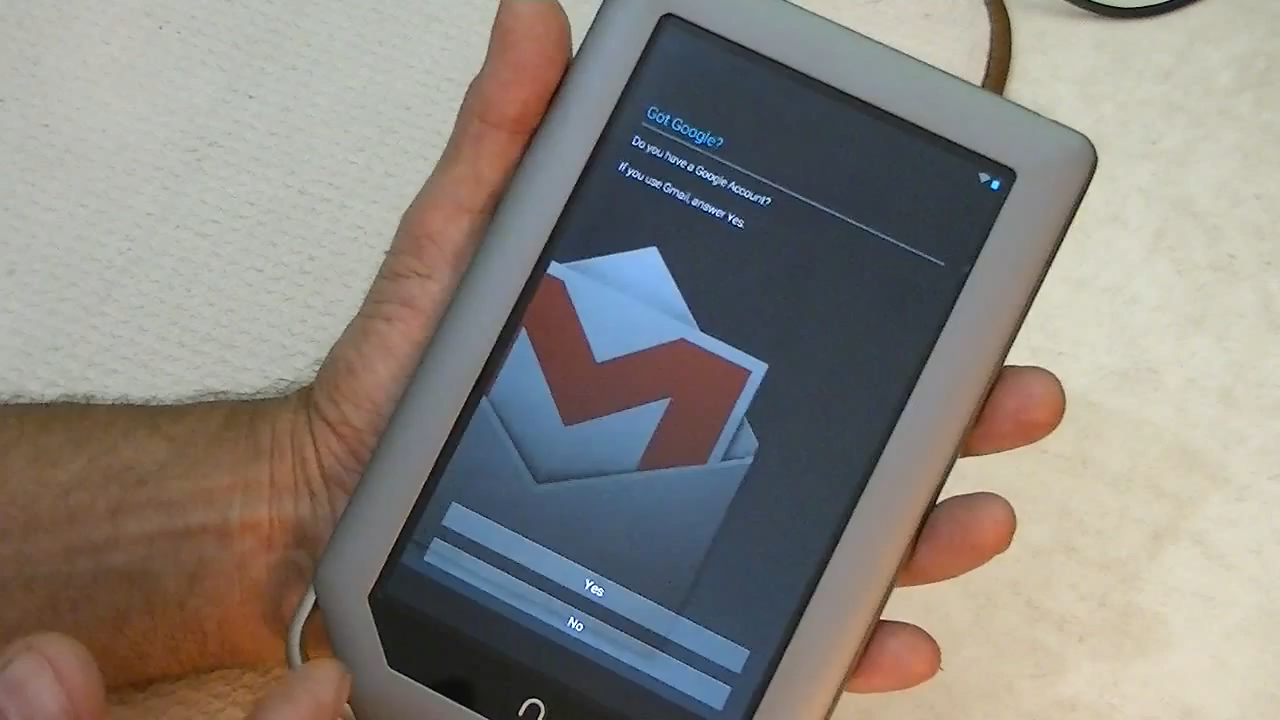 Got Google?
Do you have a Google Account?
If you use Gmail, answer Yes.
Yes
No